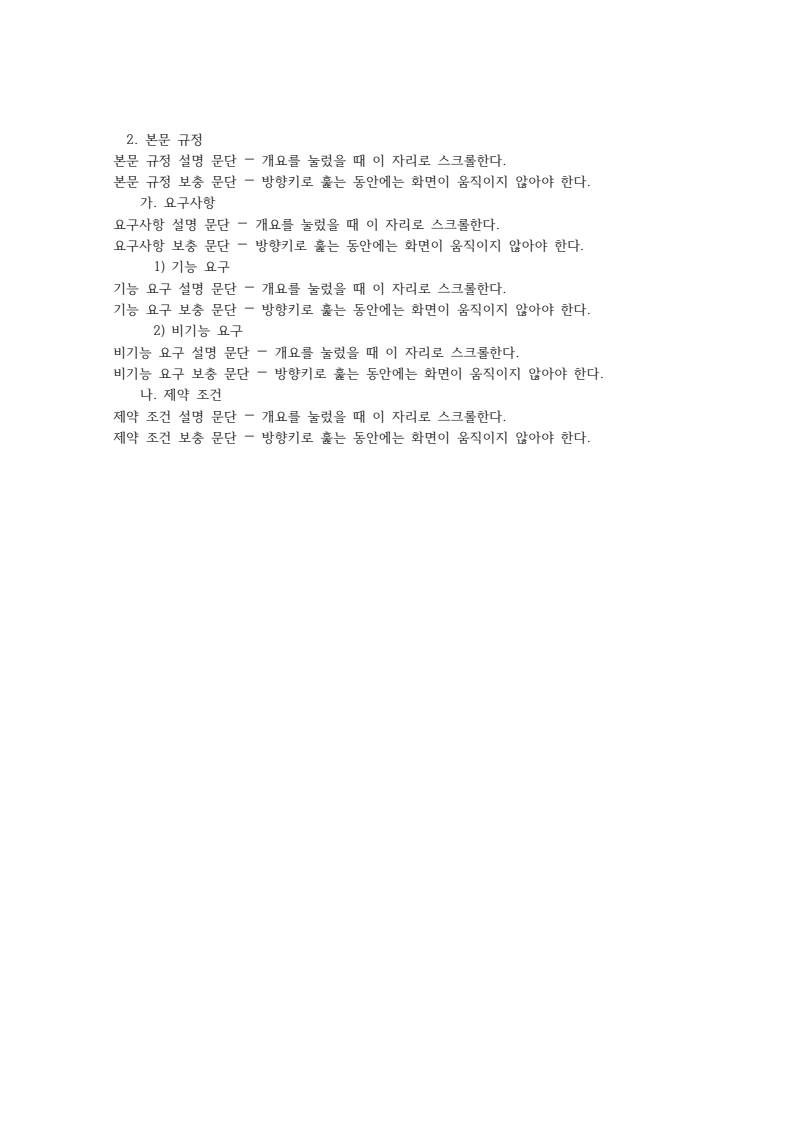 2. 본문 규정
본문 규정 설명 문단 — 개요를 눌렀을 때 이 자리로 스크롤한다.
본문 규정 보충 문단 — 방향키로 훑는 동안에는 화면이 움직이지 않아야 한다.
가. 요구사항
요구사항 설명 문단 — 개요를 눌렀을 때 이 자리로 스크롤한다.
요구사항 보충 문단 — 방향키로 훑는 동안에는 화면이 움직이지 않아야 한다.
1) 기능 요구
기능 요구 설명 문단 — 개요를 눌렀을 때 이 자리로 스크롤한다.
기능 요구 보충 문단 — 방향키로 훑는 동안에는 화면이 움직이지 않아야 한다.
2) 비기능 요구
비기능 요구 설명 문단 — 개요를 눌렀을 때 이 자리로 스크롤한다.
비기능 요구 보충 문단 — 방향키로 훑는 동안에는 화면이 움직이지 않아야 한다.
나. 제약 조건
제약 조건 설명 문단 — 개요를 눌렀을 때 이 자리로 스크롤한다.
제약 조건 보충 문단 — 방향키로 훑는 동안에는 화면이 움직이지 않아야 한다.